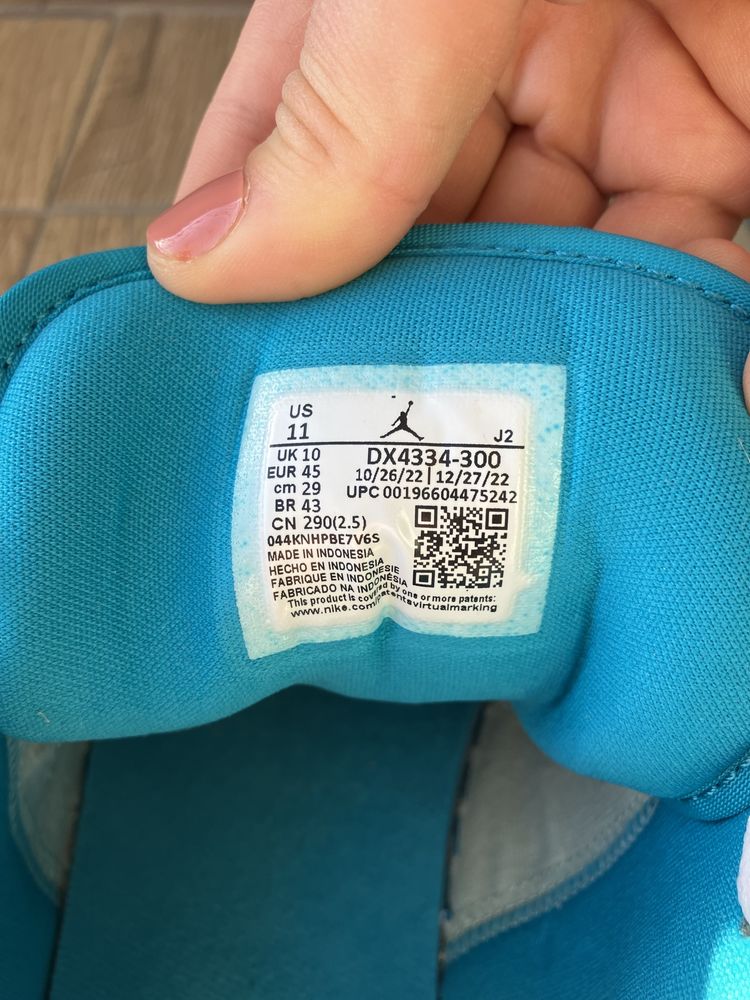 US
11
J2
UK 10
EUR 45
cm 29
BR 43
CN 290(2.5)
DX4334-300
10/26/22 | 12/27/22
UPC 00196604475242
044KNHPBE7V6S
MADE IN INDONESIA
HECHO EN INDONESIA
FABRIQUE EN INDONESIE
FABRICADO NA INDONÉSIA
This product is covered by one or more patents:
www.nike.com/patentsvirtualmarking